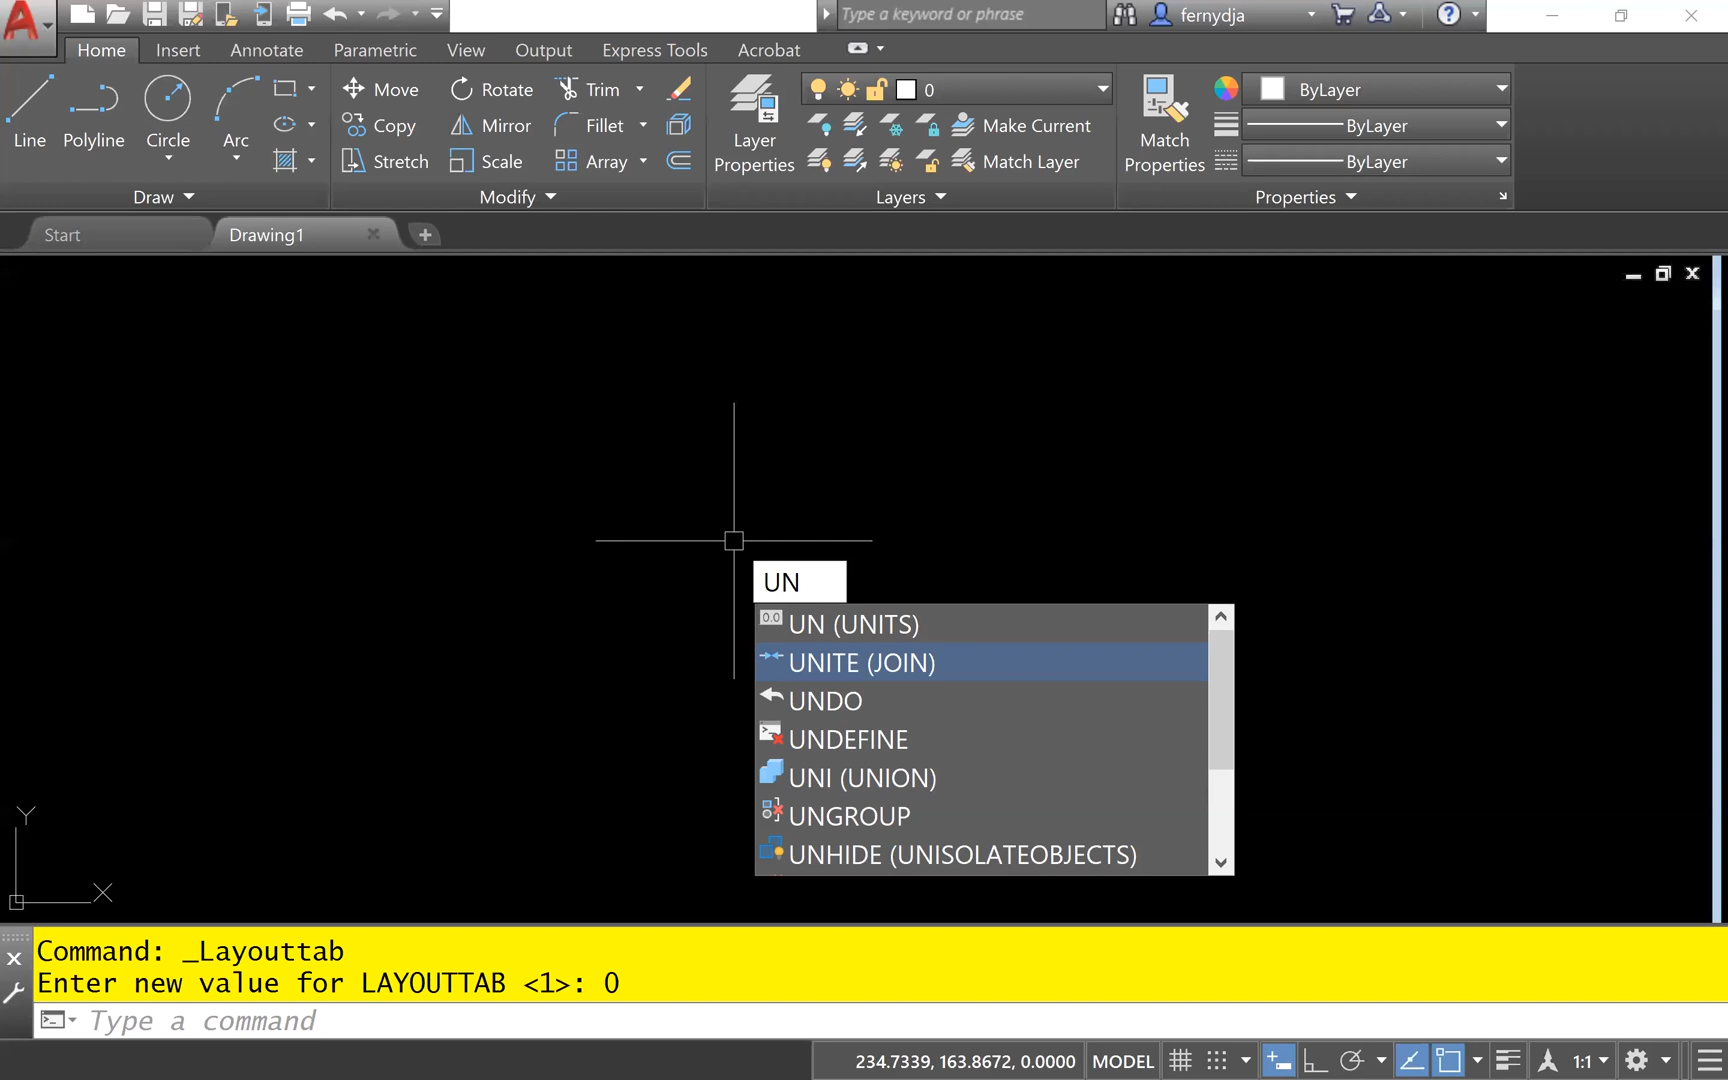 Type a keyword or phrase
fernydja
Home Insert Annotate Parametric View Output Express Tools Acrobat
Line Polyline Circle Arc
Move Rotate Trim
Copy Mirror Fillet
Stretch Scale Array
Layer Properties
0
Make Current
Match Layer
Match Properties
ByLayer
ByLayer
ByLayer
Draw Modify Layers Properties
Start Drawing1
UN
0.0 UN (UNITS)
UNITE (JOIN)
UNDO
UNDEFINE
UNI (UNION)
UNGROUP
UNHIDE (UNISOLATEOBJECTS)
Y
X
Command: _Layouttab
Enter new value for LAYOUTTAB <1>: 0
Type a command
234.7339, 163.8672, 0.0000 MODEL 1:1